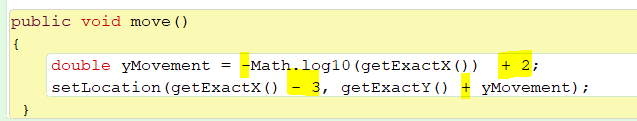 public void move()
{
double yMovement = -Math.log10(getExactX()) + 2;
setLocation(getExactX() - 3, getExactY() + yMovement);
}